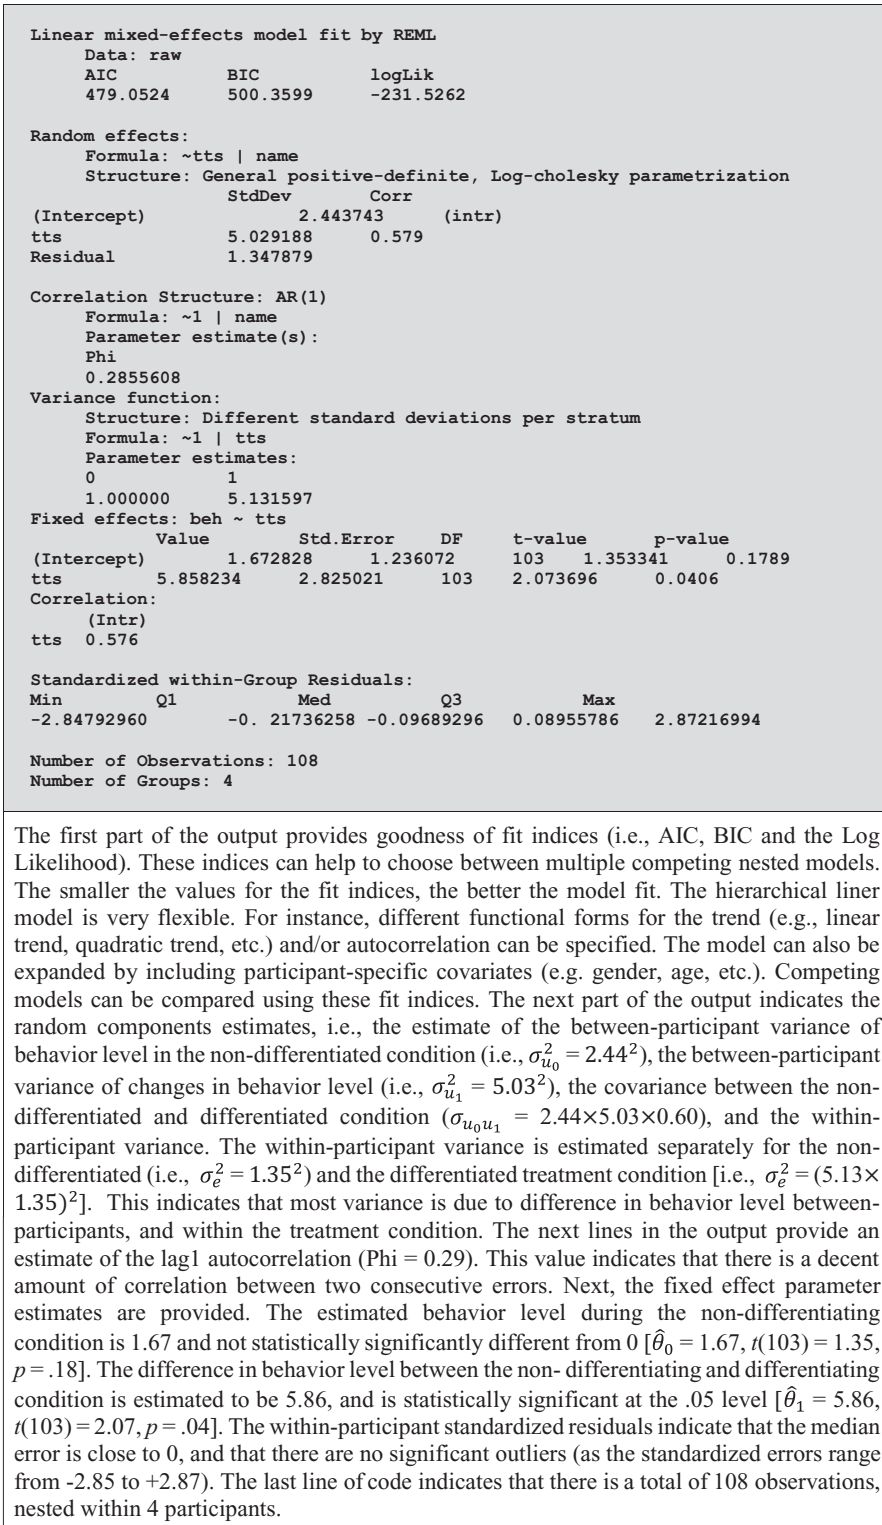 Linear mixed-effects model fit by REML
Data: raw
AIC BIC logLik
479.0524 500.3599 -231.5262
Random effects:
Formula: ~tts | name
Structure: General positive-definite, Log-cholesky parametrization
StdDev Corr
(Intercept) 2.443743 (intr)
tts 5.029188 0.579
Residual 1.347879
Correlation Structure: AR(1)
Formula: ~1 | name
Parameter estimate(s):
Phi
0.2855608
Variance function:
Structure: Different standard deviations per stratum
Formula: ~1 | tts
Parameter estimates:
0 1
1.000000 5.131597
Fixed effects: beh ~ tts
Value Std.Error DF t-value p-value
(Intercept) 1.672828 1.236072 103 1.353341 0.1789
tts 5.858234 2.825021 103 2.073696 0.0406
Correlation:
(Intr)
tts 0.576
Standardized within-Group Residuals:
Min Q1 Med Q3 Max
-2.84792960 -0. 21736258 -0.09689296 0.08955786 2.87216994
Number of Observations: 108
Number of Groups: 4
The first part of the output provides goodness of fit indices (i.e., AIC, BIC and the Log
Likelihood). These indices can help to choose between multiple competing nested models.
The smaller the values for the fit indices, the better the model fit. The hierarchical liner
model is very flexible. For instance, different functional forms for the trend (e.g., linear
trend, quadratic trend, etc.) and/or autocorrelation can be specified. The model can also be
expanded by including participant-specific covariates (e.g. gender, age, etc.). Competing
models can be compared using these fit indices. The next part of the output indicates the
random components estimates, i.e., the estimate of the between-participant variance of
behavior level in the non-differentiated condition (i.e., σ²ᵤ₀ = 2.44²), the between-participant
variance of changes in behavior level (i.e., σ²ᵤ₁ = 5.03²), the covariance between the non-
differentiated and differentiated condition (σᵤ₀ᵤ₁ = 2.44×5.03×0.60), and the within-
participant variance. The within-participant variance is estimated separately for the non-
differentiated (i.e., σ²ₑ = 1.35²) and the differentiated treatment condition [i.e., σ²ₑ = (5.13×
1.35)²]. This indicates that most variance is due to difference in behavior level between-
participants, and within the treatment condition. The next lines in the output provide an
estimate of the lag1 autocorrelation (Phi = 0.29). This value indicates that there is a decent
amount of correlation between two consecutive errors. Next, the fixed effect parameter
estimates are provided. The estimated behavior level during the non-differentiating
condition is 1.67 and not statistically significantly different from 0 [θ̂₀ = 1.67, t(103) = 1.35,
p = .18]. The difference in behavior level between the non- differentiating and differentiating
condition is estimated to be 5.86, and is statistically significant at the .05 level [θ̂₁ = 5.86,
t(103) = 2.07, p = .04]. The within-participant standardized residuals indicate that the median
error is close to 0, and that there are no significant outliers (as the standardized errors range
from -2.85 to +2.87). The last line of code indicates that there is a total of 108 observations,
nested within 4 participants.